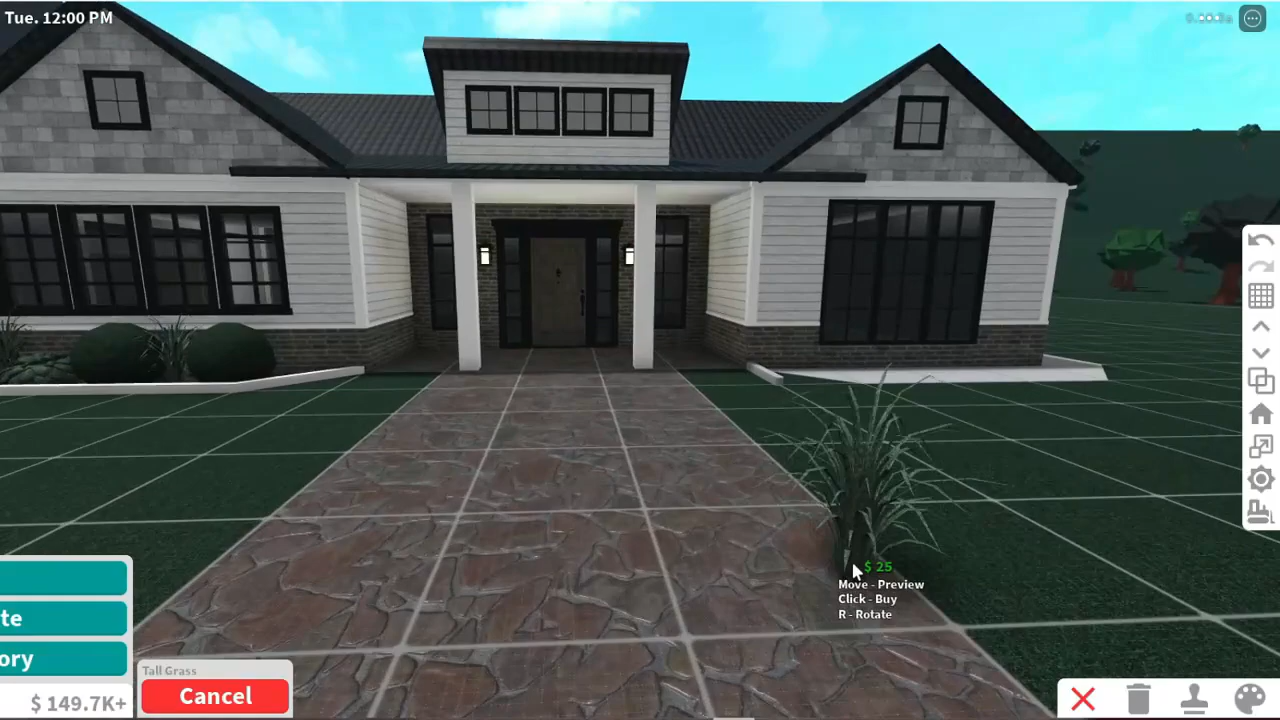 Tue. 12:00 PM
$ 25
Move - Preview
Click - Buy
R - Rotate
te
ory
$ 149.7K+
Tall Grass
Cancel